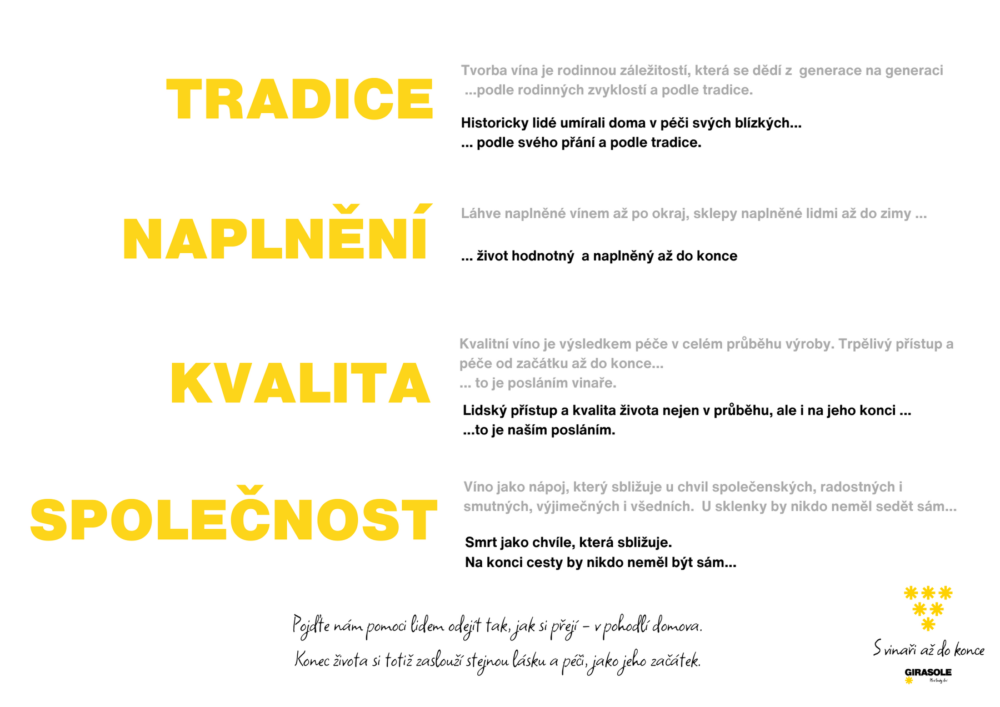 TRADICE
Tvorba vína je rodinnou záležitostí, která se dědí z  generace na generaci
...podle rodinných zvyklostí a podle tradice.
Historicky lidé umírali doma v péči svých blízkých...
... podle svého přání a podle tradice.
NAPLNĚNÍ
Láhve naplněné vínem až po okraj, sklepy naplněné lidmi až do zimy ...
... život hodnotný  a naplněný až do konce
KVALITA
Kvalitní víno je výsledkem péče v celém průběhu výroby. Trpělivý přístup a
péče od začátku až do konce...
... to je posláním vinaře.
Lidský přístup a kvalita života nejen v průběhu, ale i na jeho konci ...
...to je naším posláním.
SPOLEČNOST
Víno jako nápoj, který sbližuje u chvil společenských, radostných i
smutných, výjimečných i všedních.  U sklenky by nikdo neměl sedět sám...
Smrt jako chvíle, která sbližuje.
Na konci cesty by nikdo neměl být sám...
Pojďte nám pomoci lidem odejít tak, jak si přejí – v pohodlí domova.
Konec života si totiž zaslouží stejnou lásku a péči, jako jeho začátek.
S vinaři až do konce
GIRASOLE